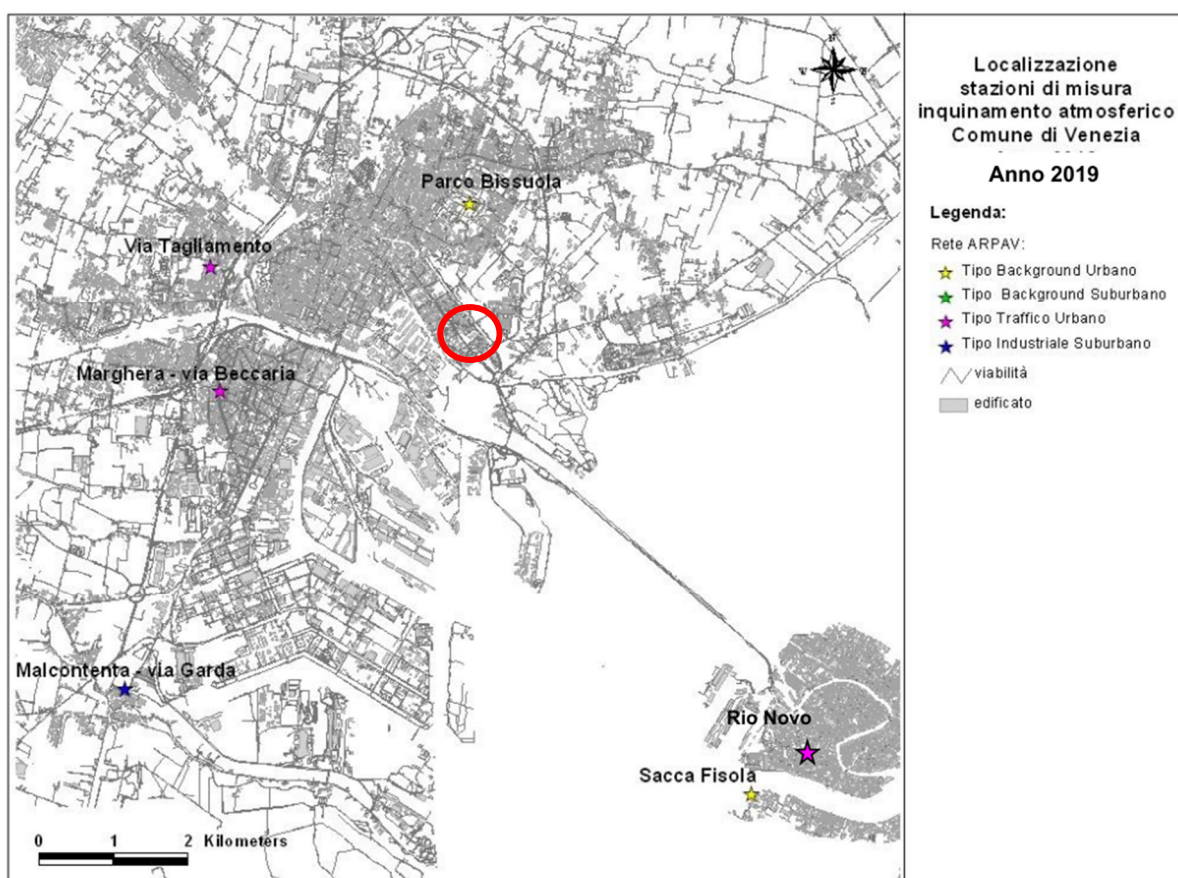 Localizzazione
stazioni di misura
inquinamento atmosferico
Comune di Venezia
Anno 2019
Legenda:
Rete ARPAV:
Tipo Background Urbano
Tipo Background Suburbano
Tipo Traffico Urbano
Tipo Industriale Suburbano
viabilità
edificato
Parco Bissuola
Via Tagliamento
Marghera - via Beccaria
Malcontenta - via Garda
Rio Novo
Sacca Fisola
0 1 2 Kilometers